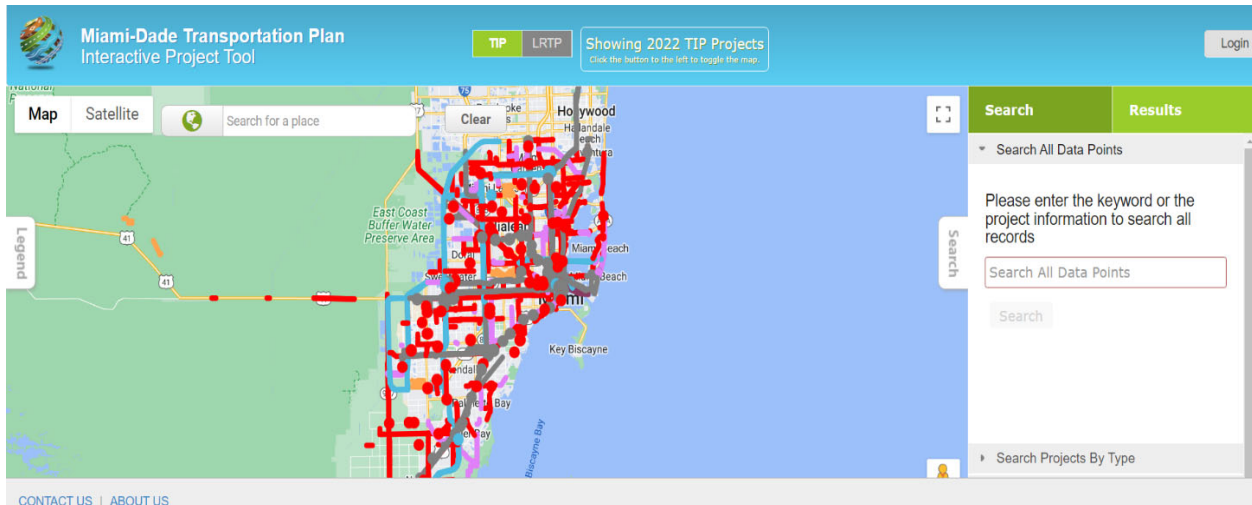 Miami-Dade Transportation Plan
Interactive Project Tool
TIP LRTP
Showing 2022 TIP Projects
Click the button to the left to toggle the map.
Login
Map Satellite
Search for a place
Clear
Search Results
Search All Data Points
Please enter the keyword or the
project information to search all
records
Search All Data Points
Search
Search Projects By Type
Legend
Search
National
75
Hollywood
Hallandale
Beach
East Coast
Buffer Water
Preserve Area
41
41
Doral
Miami Beach
Miami
Key Biscayne
Biscayne Bay
CONTACT US | ABOUT US